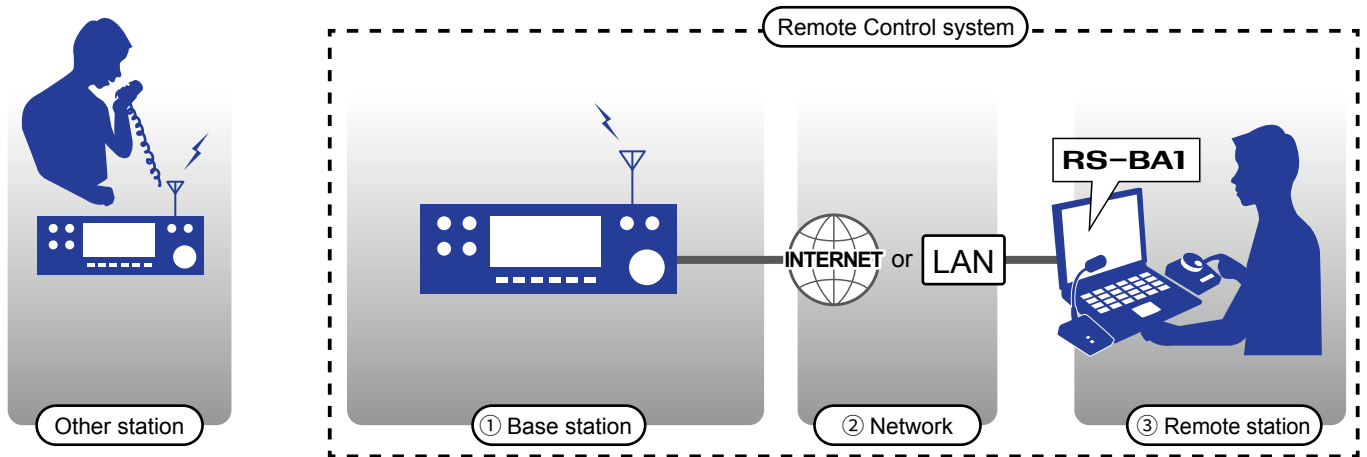 Remote Control system
RS-BA1
INTERNET or LAN
Other station
① Base station
② Network
③ Remote station